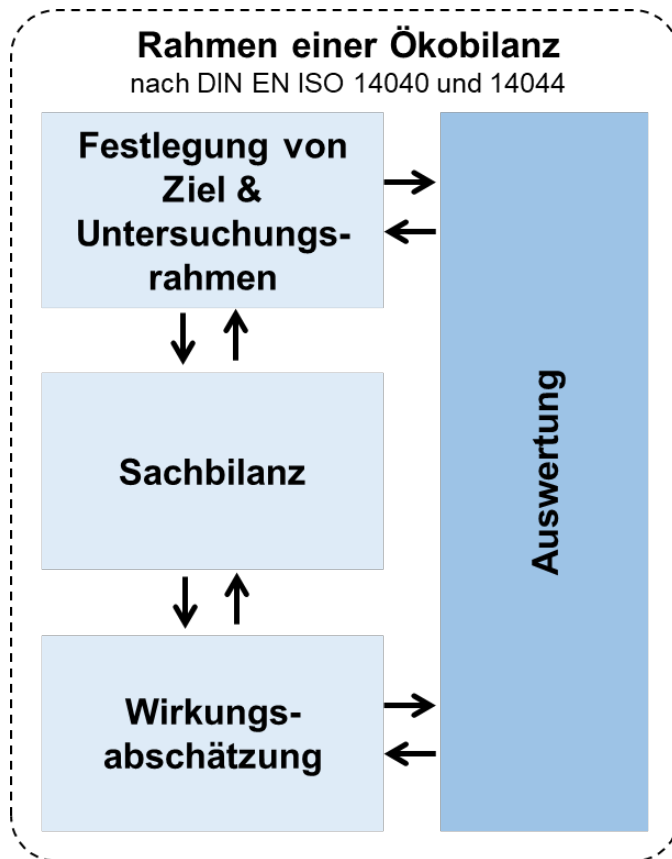 Rahmen einer Ökobilanz
nach DIN EN ISO 14040 und 14044
Festlegung von
Ziel &
Untersuchungs-
rahmen
Sachbilanz
Wirkungs-
abschätzung
Auswertung